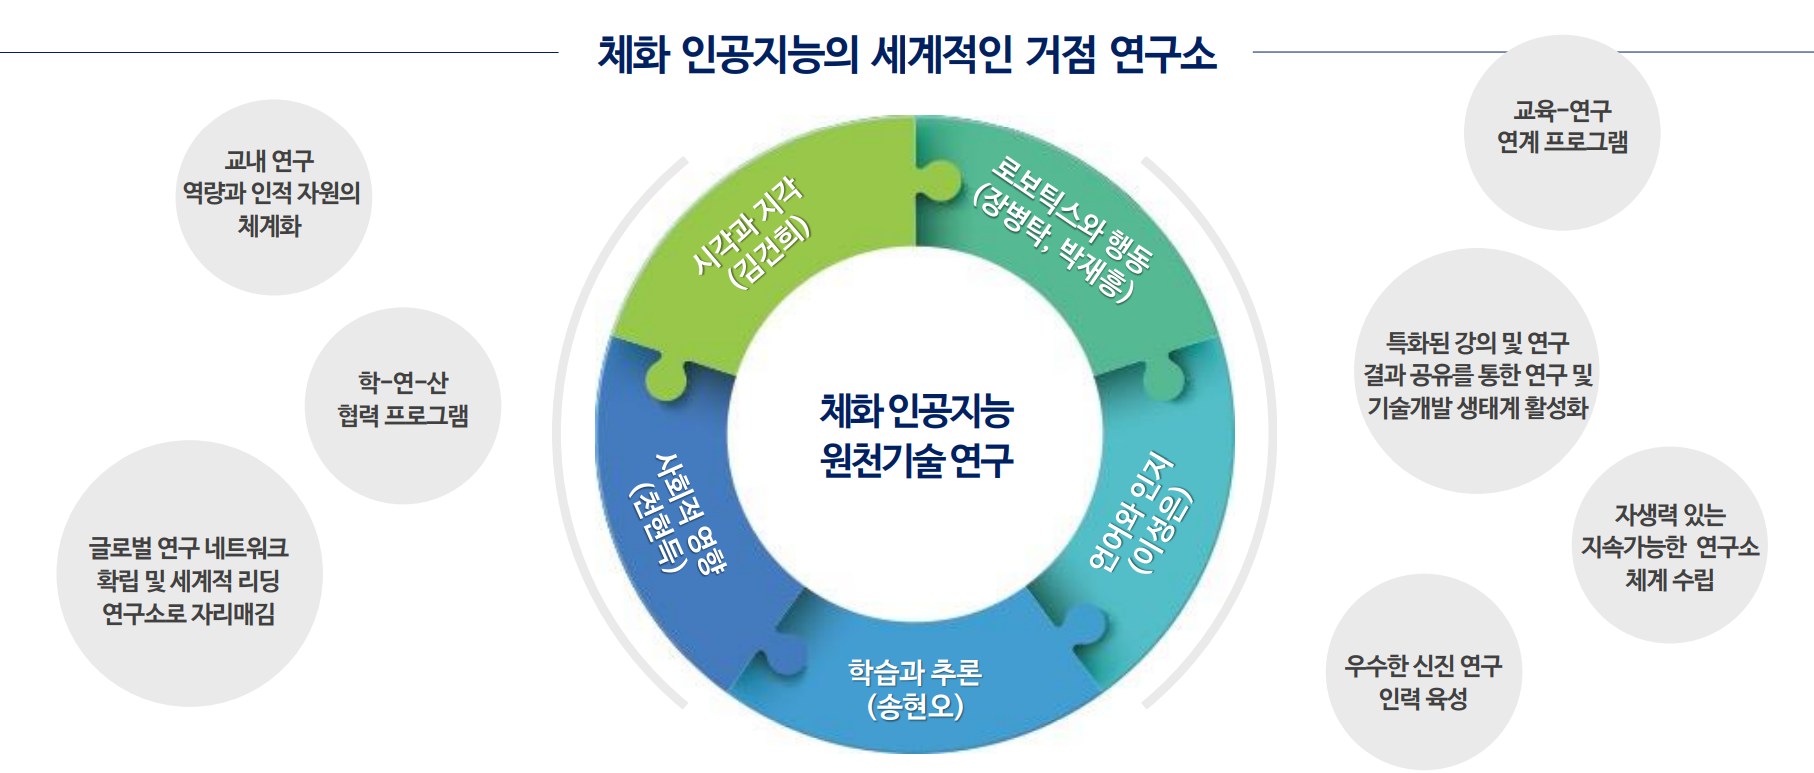 체화 인공지능의 세계적인 거점 연구소
교내 연구
역량과 인적 자원의
체계화
학-연-산
협력 프로그램
글로벌 연구 네트워크
확립 및 세계적 리딩
연구소로 자리매김
시각과 지각
(김건희)
로보틱스와 행동
(장병탁, 박재흥)
언어와 인지
(이성은)
학습과 추론
(송현오)
사회적 영향
(천현득)
체화 인공지능
원천기술 연구
교육-연구
연계 프로그램
특화된 강의 및 연구
결과 공유를 통한 연구 및
기술개발 생태계 활성화
자생력 있는
지속가능한 연구소
체계 수립
우수한 신진 연구
인력 육성